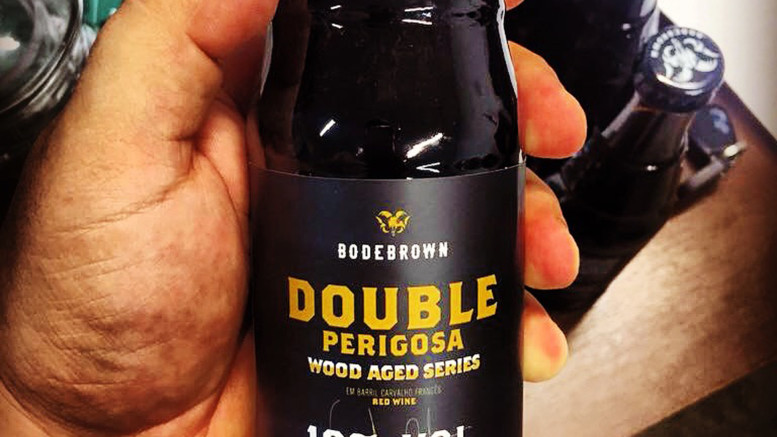 BODEBROWN
DOUBLE
PERIGOSA
WOOD AGED SERIES
EM BARRIL CARVALHO FRANCÊS
RED WINE